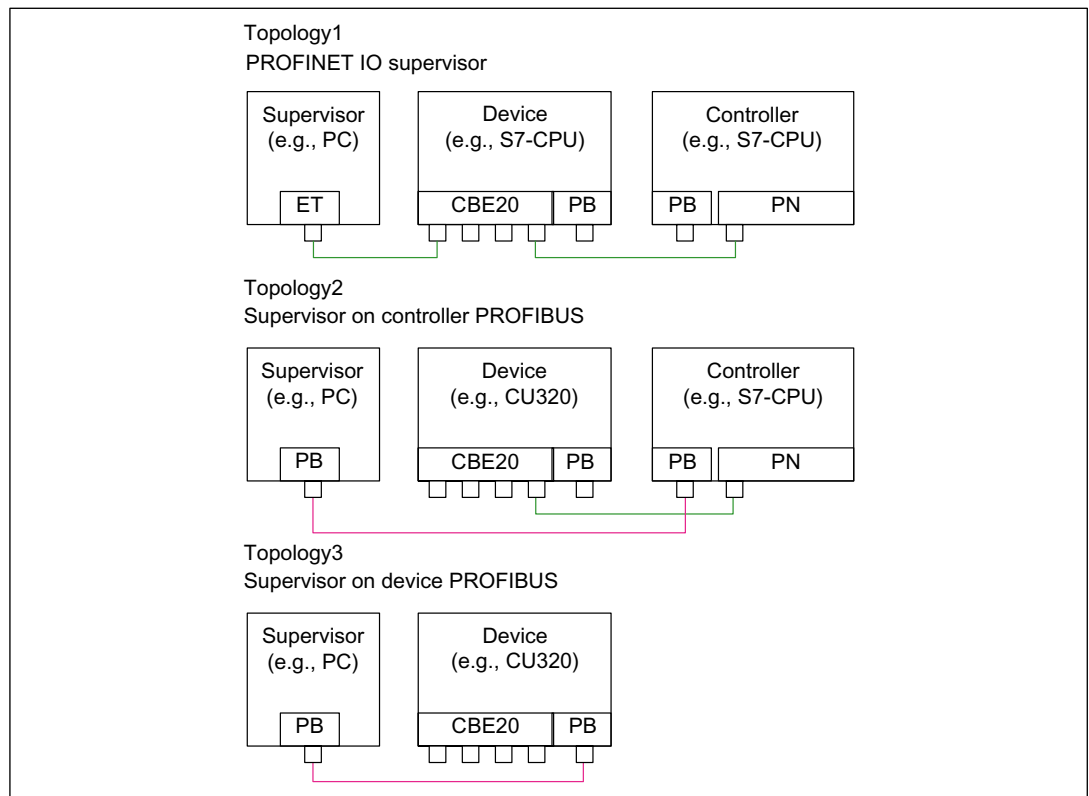 Topology1
PROFINET IO supervisor
Supervisor
(e.g., PC)
ET
Device
(e.g., S7-CPU)
CBE20
PB
Controller
(e.g., S7-CPU)
PB
PN
Topology2
Supervisor on controller PROFIBUS
Supervisor
(e.g., PC)
PB
Device
(e.g., CU320)
CBE20
PB
Controller
(e.g., S7-CPU)
PB
PN
Topology3
Supervisor on device PROFIBUS
Supervisor
(e.g., PC)
PB
Device
(e.g., CU320)
CBE20
PB